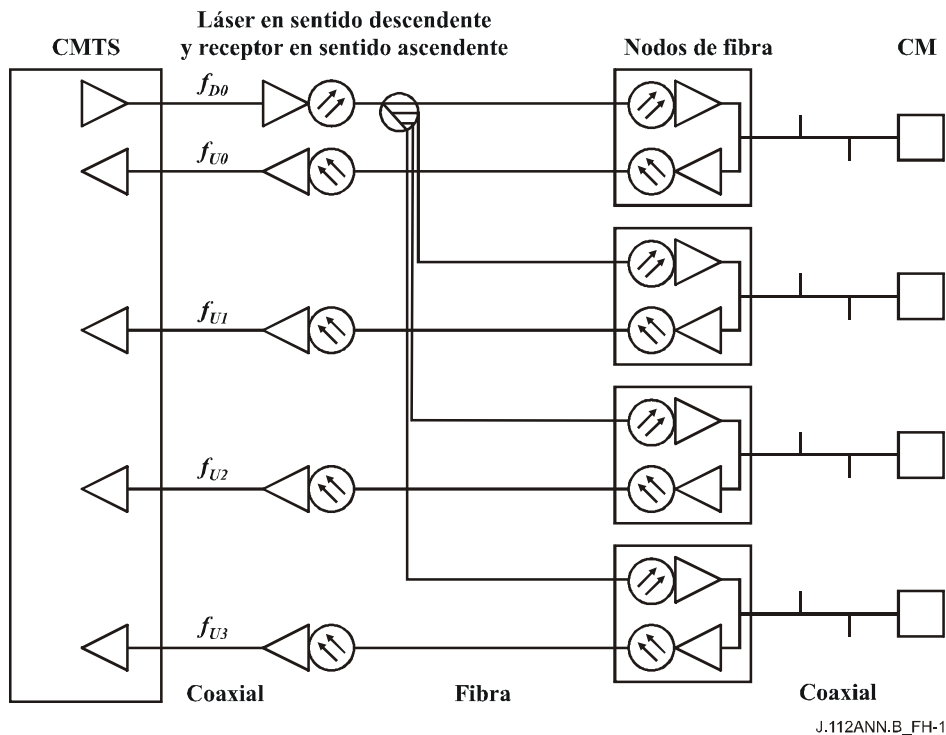 Láser en sentido descendente
y receptor en sentido ascendente
CMTS
Nodos de fibra
CM
fD0
fU0
fU1
fU2
fU3
Coaxial
Fibra
Coaxial
J.112ANN.B_FH-1